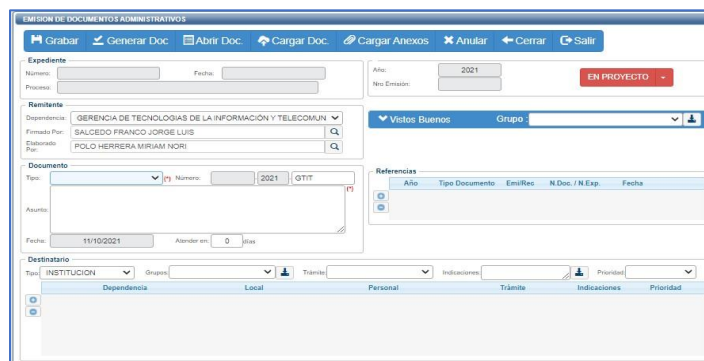 EMISION DE DOCUMENTOS ADMINISTRATIVOS
Grabar Generar Doc Abrir Doc. Cargar Doc. Cargar Anexos Anular Cerrar Salir
Expediente
Número: Fecha:
Proceso:
Año: 2021
Nro Emisión:
EN PROYECTO
Remitente
Dependencia: GERENCIA DE TECNOLOGIAS DE LA INFORMACIÓN Y TELECOMUN
Firmado Por: SALCEDO FRANCO JORGE LUIS
Elaborado Por: POLO HERRERA MIRIAM NORI
Vistos Buenos Grupo :
Documento
Tipo: (*) Número: 2021 GTIT
(*)
Asunto:
Fecha: 11/10/2021 Atender en: 0 días
Referencias
Año Tipo Documento Emi/Rec N.Doc. / N.Exp. Fecha
Destinatario
Tipo: INSTITUCION Grupos: Trámite: Indicaciones: Prioridad:
Dependencia Local Personal Trámite Indicaciones Prioridad